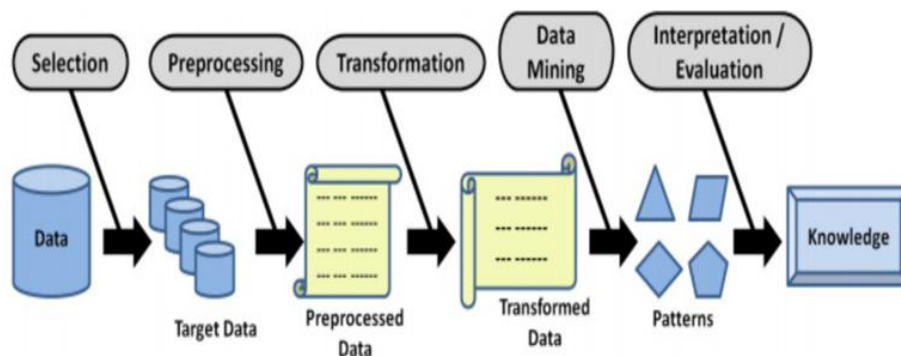 Selection
Preprocessing
Transformation
Data
Mining
Interpretation /
Evaluation
Data
Target Data
--- --- ------
--- --- ------
--- --- ------
--- --- ------
Preprocessed
Data
--- ------
--- ------
--- ------
Transformed
Data
Patterns
Knowledge